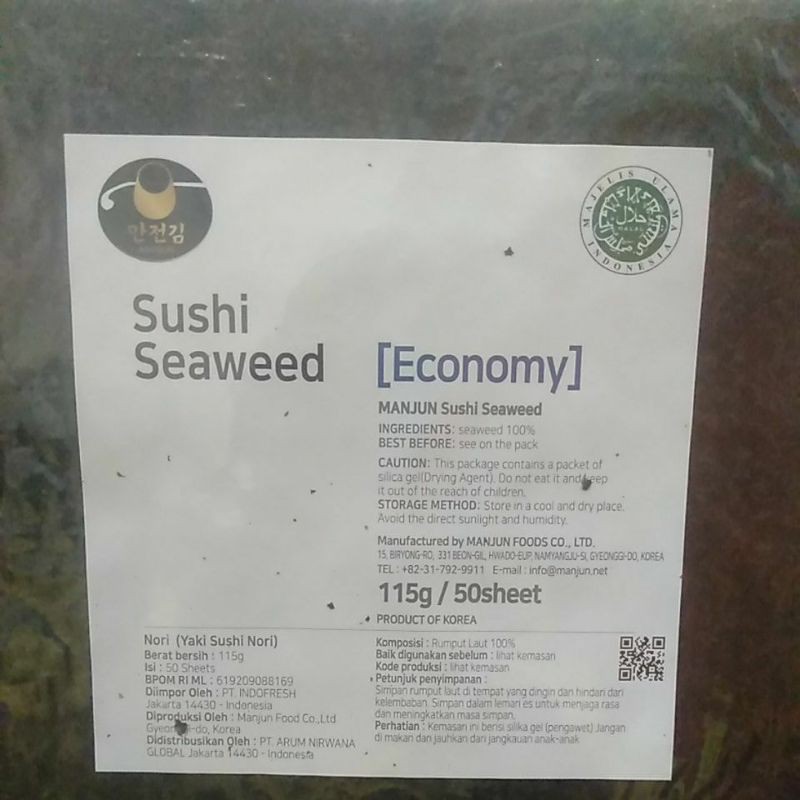 만전김
MAJELIS ULAMA INDONESIA
حلال
HALAL
Sushi
Seaweed
[Economy]
MANJUN Sushi Seaweed
INGREDIENTS: seaweed 100%
BEST BEFORE: see on the pack
CAUTION: This package contains a packet of
silica gel(Drying Agent). Do not eat it and keep
it out of the reach of children.
STORAGE METHOD: Store in a cool and dry place.
Avoid the direct sunlight and humidity.
Manufactured by MANJUN FOODS CO., LTD.
15, BIRYONG-RO, 331 BEON-GIL, HWADO-EUP, NAMYANGJU-SI, GYEONGGI-DO, KOREA
TEL : +82-31-792-9911 E-mail : info@manjun.net
115g / 50sheet
PRODUCT OF KOREA
Nori (Yaki Sushi Nori)
Berat bersih : 115g
Isi : 50 Sheets
BPOM RI ML : 619209088169
Diimpor Oleh : PT. INDOFRESH
Jakarta 14430 - Indonesia
Diproduksi Oleh : Manjun Food Co.,Ltd
Gyeonggi-do, Korea
Didistribusikan Oleh : PT. ARUM NIRWANA
GLOBAL Jakarta 14430 - Indonesia
Komposisi : Rumput Laut 100%
Baik digunakan sebelum : lihat kemasan
Kode produksi : lihat kemasan
Petunjuk penyimpanan :
Simpan rumput laut di tempat yang dingin dan hindari dari
kelembaban. Simpan dalam lemari es untuk menjaga rasa
dan meningkatkan masa simpan.
Perhatian : Kemasan ini berisi silica gel (pengawet) Jangan
di makan dan jauhkan dari jangkauan anak-anak